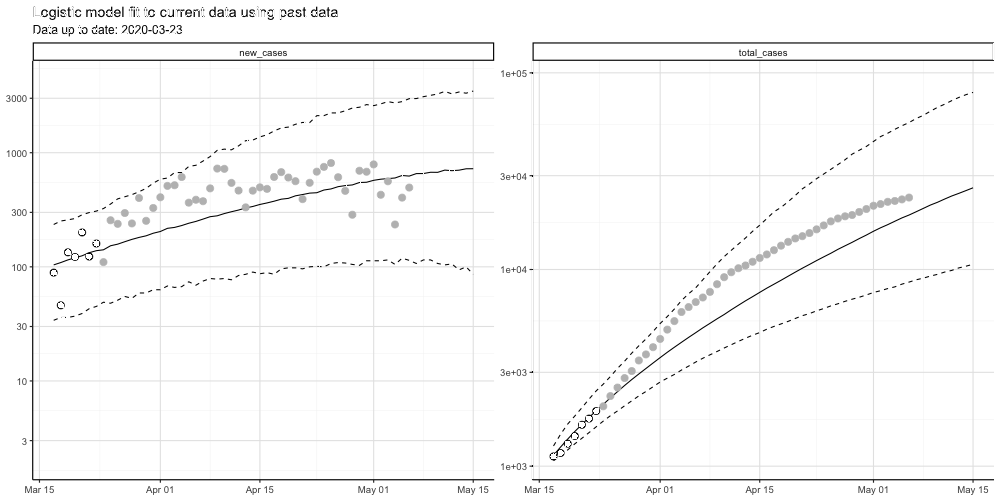 Logistic model fit to current data using past data
Data up to date: 2020-03-23
new_cases
total_cases
3000
1000
300
100
30
10
3
1e+05
3e+04
1e+04
3e+03
1e+03
Mar 15
Apr 01
Apr 15
May 01
May 15
Mar 15
Apr 01
Apr 15
May 01
May 15